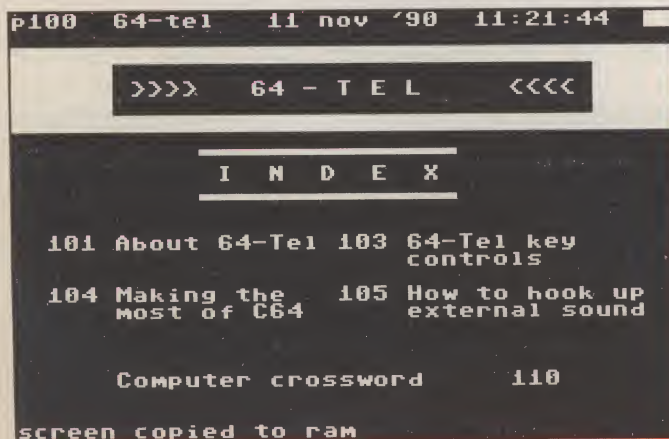 p100 64-tel 11 nov '90 11:21:44
>>>> 64 - T E L <<<<
I N D E X
101 About 64-Tel 103 64-Tel key controls
104 Making the most of C64 105 How to hook up external sound
Computer crossword 110
screen copied to ram